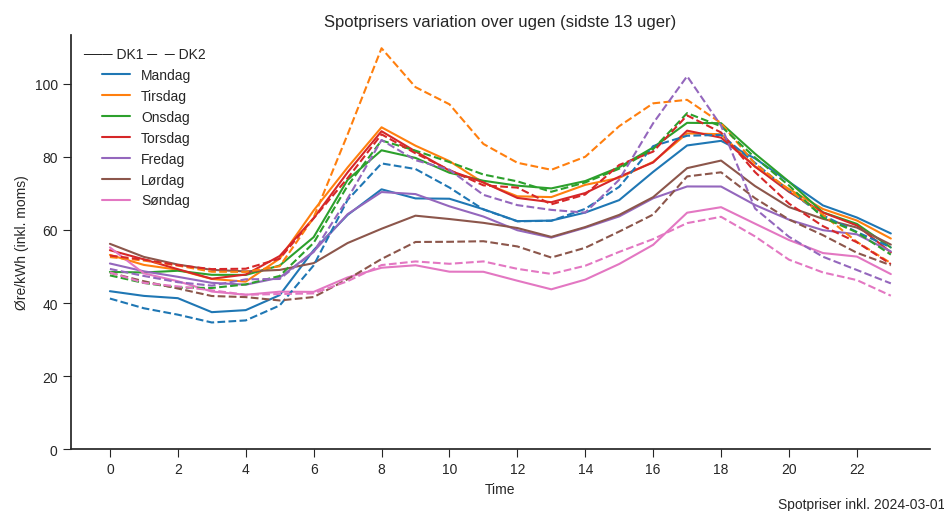 Spotprisers variation over ugen (sidste 13 uger)
DK1 DK2
Mandag
Tirsdag
Onsdag
Torsdag
Fredag
Lørdag
Søndag
Øre/kWh (inkl. moms)
100
80
60
40
20
0
0 2 4 6 8 10 12 14 16 18 20 22
Time
Spotpriser inkl. 2024-03-01